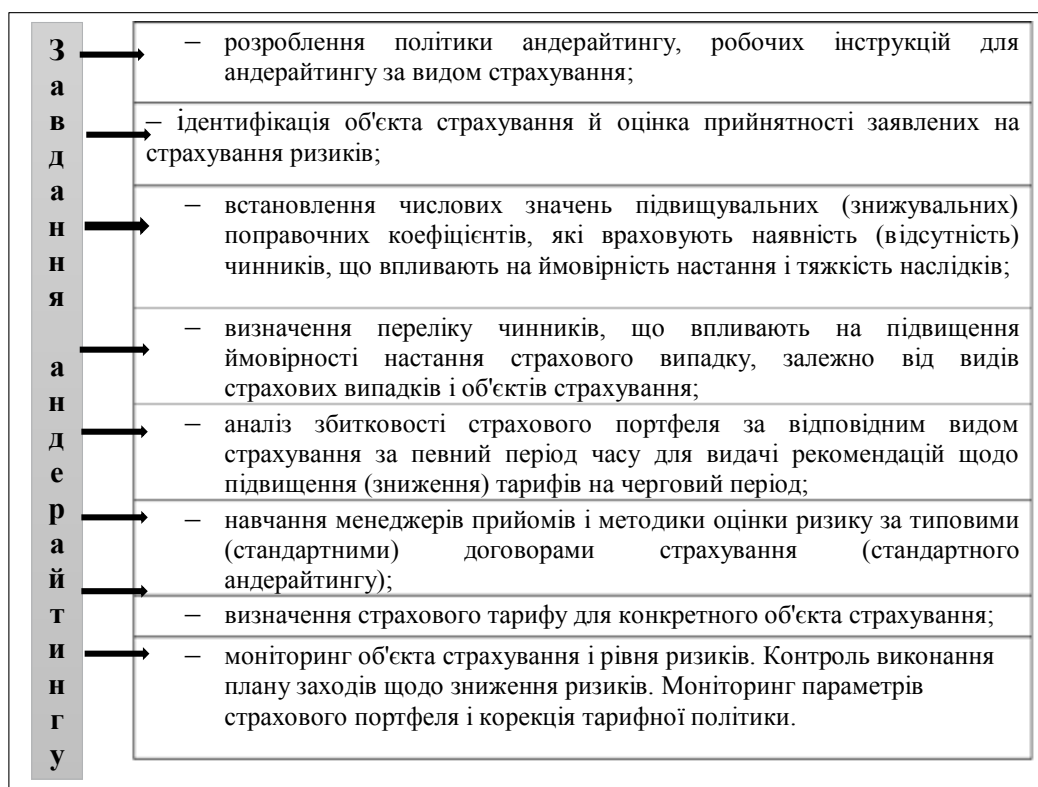 Завдання андерайтингу
– розроблення політики андерайтингу, робочих інструкцій для
андерайтингу за видом страхування;
– ідентифікація об'єкта страхування й оцінка прийнятності заявлених на
страхування ризиків;
– встановлення числових значень підвищувальних (знижувальних)
поправочних коефіцієнтів, які враховують наявність (відсутність)
чинників, що впливають на ймовірність настання і тяжкість наслідків;
– визначення переліку чинників, що впливають на підвищення
ймовірності настання страхового випадку, залежно від видів
страхових випадків і об'єктів страхування;
– аналіз збитковості страхового портфеля за відповідним видом
страхування за певний період часу для видачі рекомендацій щодо
підвищення (зниження) тарифів на черговий період;
– навчання менеджерів прийомів і методики оцінки ризику за типовими
(стандартними) договорами страхування (стандартного
андерайтингу);
– визначення страхового тарифу для конкретного об'єкта страхування;
– моніторинг об'єкта страхування і рівня ризиків. Контроль виконання
плану заходів щодо зниження ризиків. Моніторинг параметрів
страхового портфеля і корекція тарифної політики.